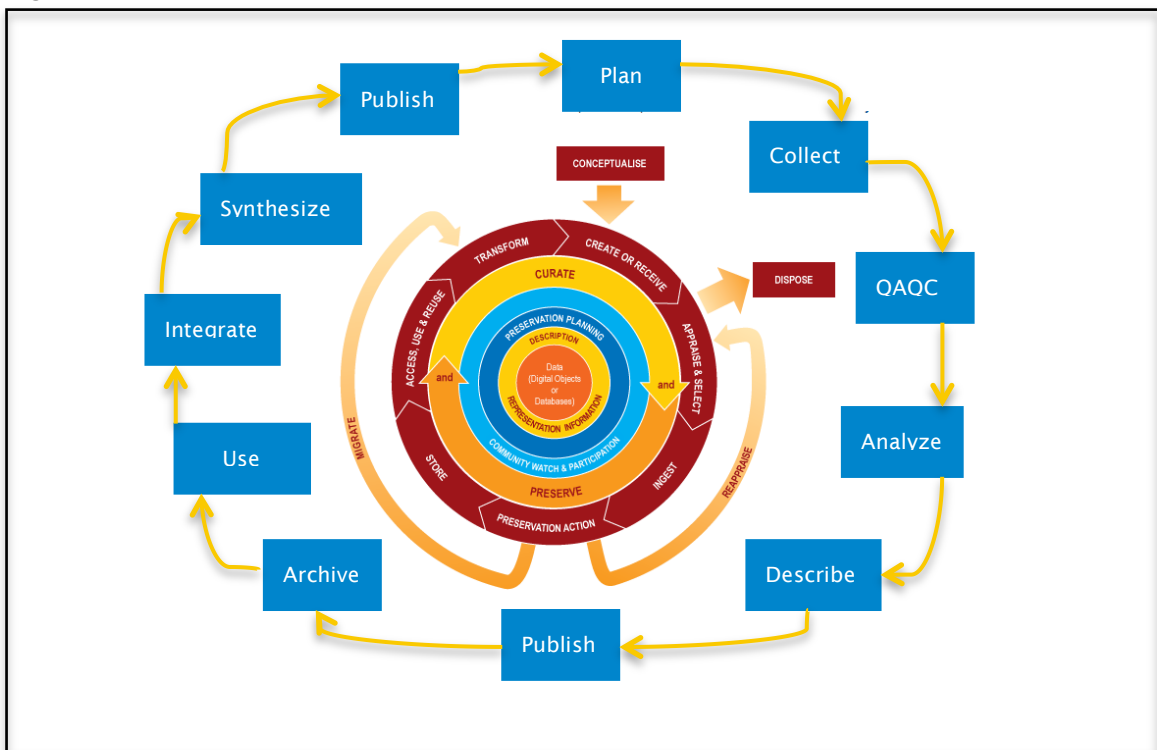 Plan
Publish
Collect
CONCEPTUALISE
Synthesize
TRANSFORM
CREATE OR RECEIVE
CURATE
DISPOSE
QAQC
ACCESS, USE & REUSE
PRESERVATION PLANNING
DESCRIPTION
APPRAISE & SELECT
Integrate
and
Data
(Digital Objects
or
Databases)
and
REPRESENTATION INFORMATION
MIGRATE
COMMUNITY WATCH & PARTICIPATION
Analyze
Use
STORE
PRESERVE
INGEST
REAPPRAISE
PRESERVATION ACTION
Archive
Describe
Publish